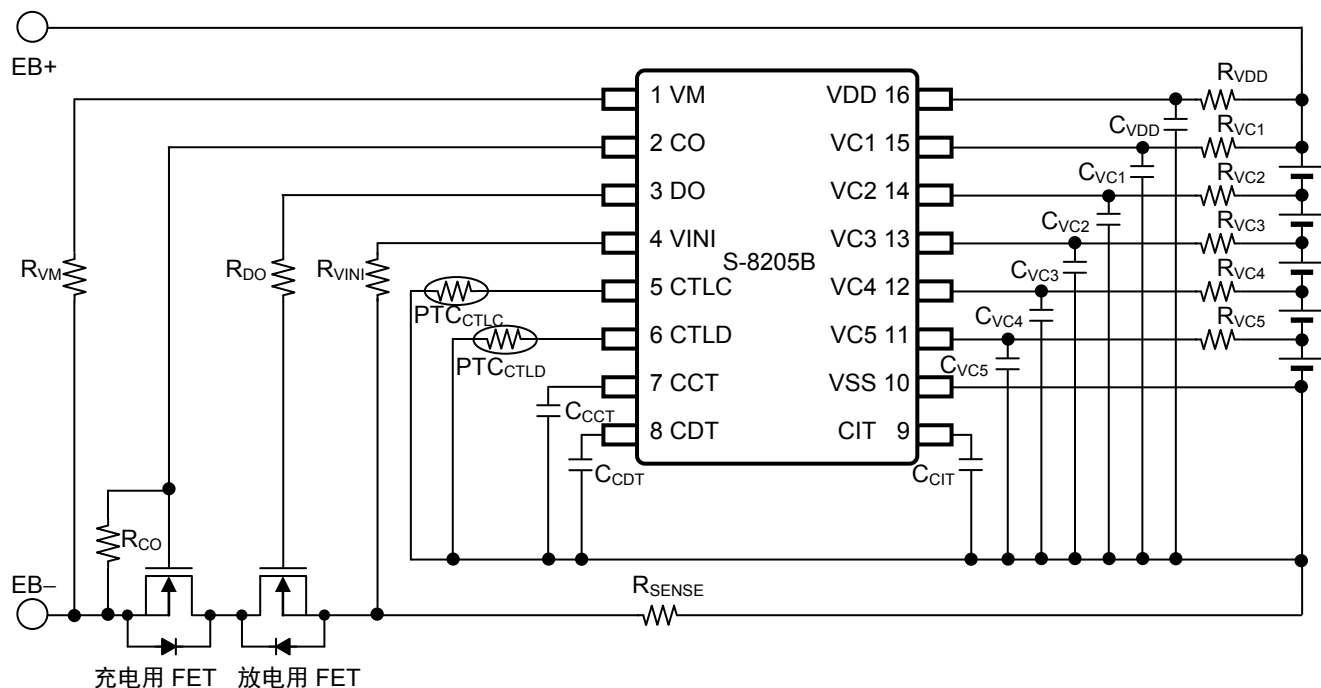 EB+
1 VM
2 CO
3 DO
4 VINI
5 CTLC
6 CTLD
7 CCT
8 CDT
S-8205B
VDD 16
VC1 15
VC2 14
VC3 13
VC4 12
VC5 11
VSS 10
CIT 9
RVDD
RVC1
RVC2
RVC3
RVC4
RVC5
CVDD
CVC1
CVC2
CVC3
CVC4
CVC5
RVM
RDO
RVINI
PTCCTLC
PTCCTLD
CCCT
CCDT
CCIT
RCO
EB–
RSENSE
充电用 FET
放电用 FET